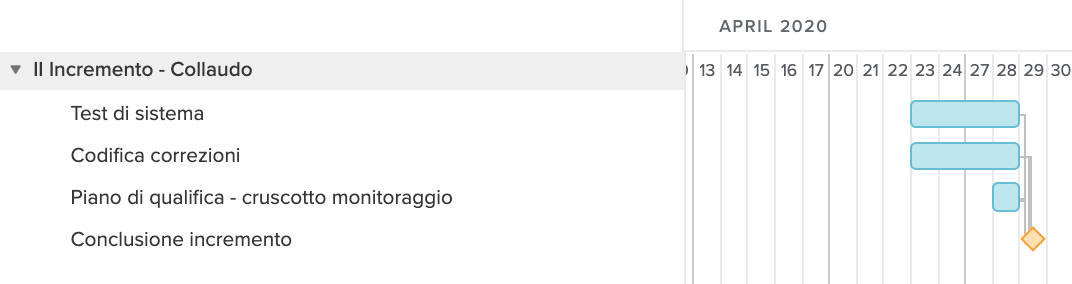 APRIL 2020
II Incremento - Collaudo
13 14 15 16 17 20 21 22 23 24 27 28 29 30
Test di sistema
Codifica correzioni
Piano di qualifica - cruscotto monitoraggio
Conclusione incremento